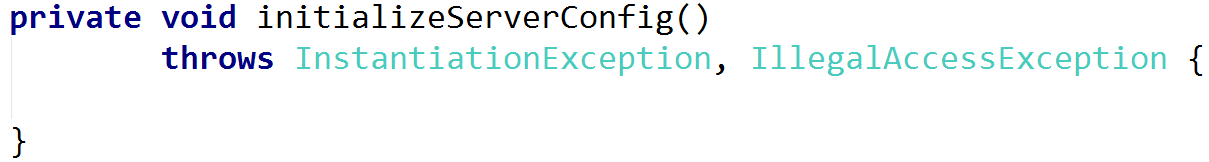 private void initializeServerConfig()
        throws InstantiationException, IllegalAccessException {

}